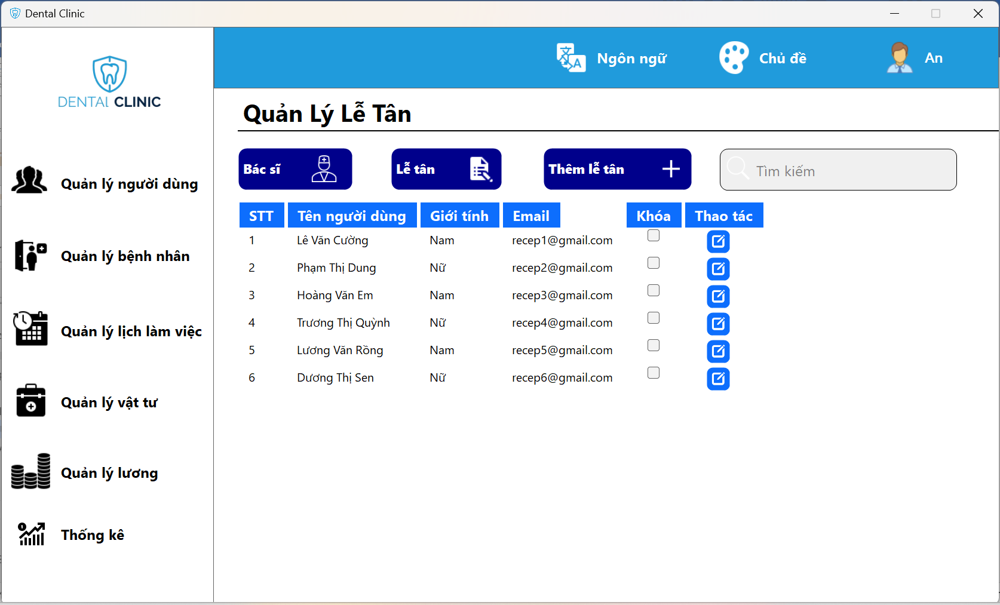 Dental Clinic
DENTAL CLINIC
Ngôn ngữ
Chủ đề
An
Quản Lý Lễ Tân
Bác sĩ
Lễ tân
Thêm lễ tân
Tìm kiếm
Quản lý người dùng
Quản lý bệnh nhân
Quản lý lịch làm việc
Quản lý vật tư
Quản lý lương
Thống kê
STT Tên người dùng Giới tính Email Khóa Thao tác
1 Lê Văn Cường Nam recep1@gmail.com
2 Phạm Thị Dung Nữ recep2@gmail.com
3 Hoàng Văn Em Nam recep3@gmail.com
4 Trương Thị Quỳnh Nữ recep4@gmail.com
5 Lương Văn Rồng Nam recep5@gmail.com
6 Dương Thị Sen Nữ recep6@gmail.com